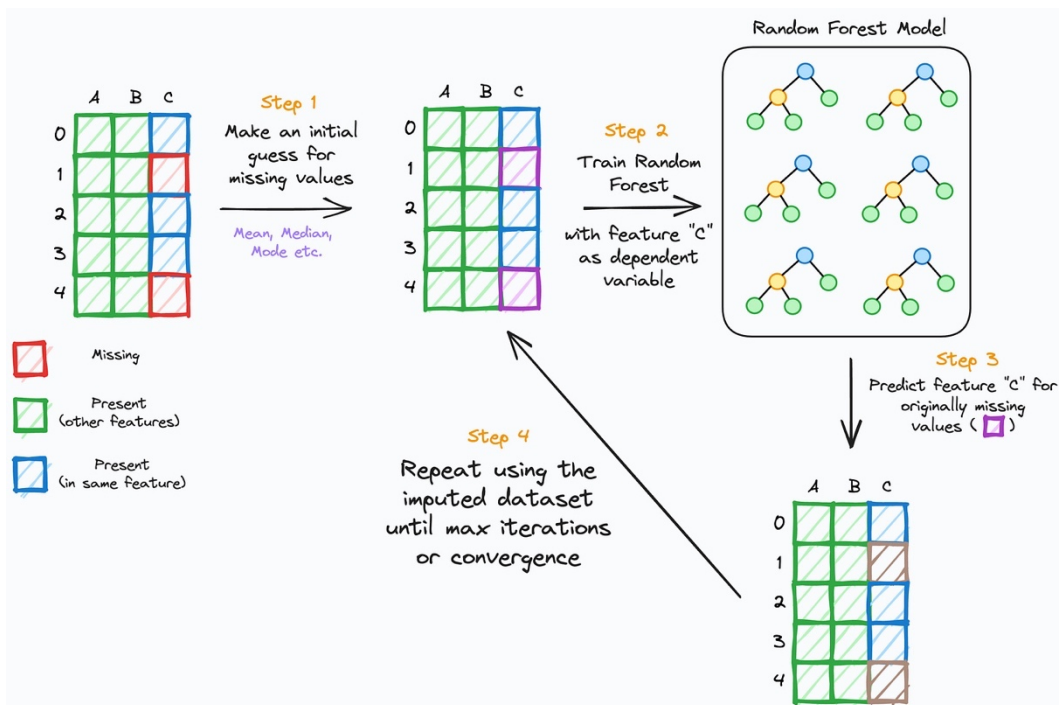 Random Forest Model
A B C
0
1
2
3
4
Step 1
Make an initial
guess for
missing values
Mean, Median,
Mode etc.
A B C
0
1
2
3
4
Step 2
Train Random
Forest
with feature "C"
as dependent
variable
Missing
Present
(other features)
Present
(in same feature)
Step 3
Predict feature "C" for
originally missing
values ( )
Step 4
Repeat using the
imputed dataset
until max iterations
or convergence
A B C
0
1
2
3
4